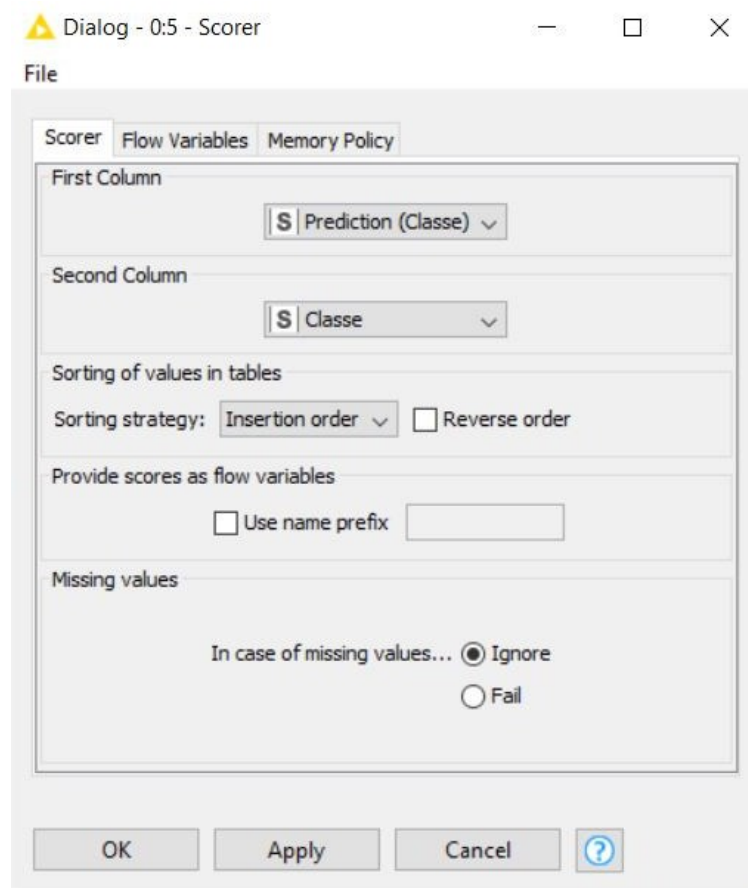 Dialog - 0:5 - Scorer
File
Scorer Flow Variables Memory Policy
First Column
S Prediction (Classe)
Second Column
S Classe
Sorting of values in tables
Sorting strategy: Insertion order Reverse order
Provide scores as flow variables
Use name prefix
Missing values
In case of missing values... Ignore
Fail
OK Apply Cancel ?